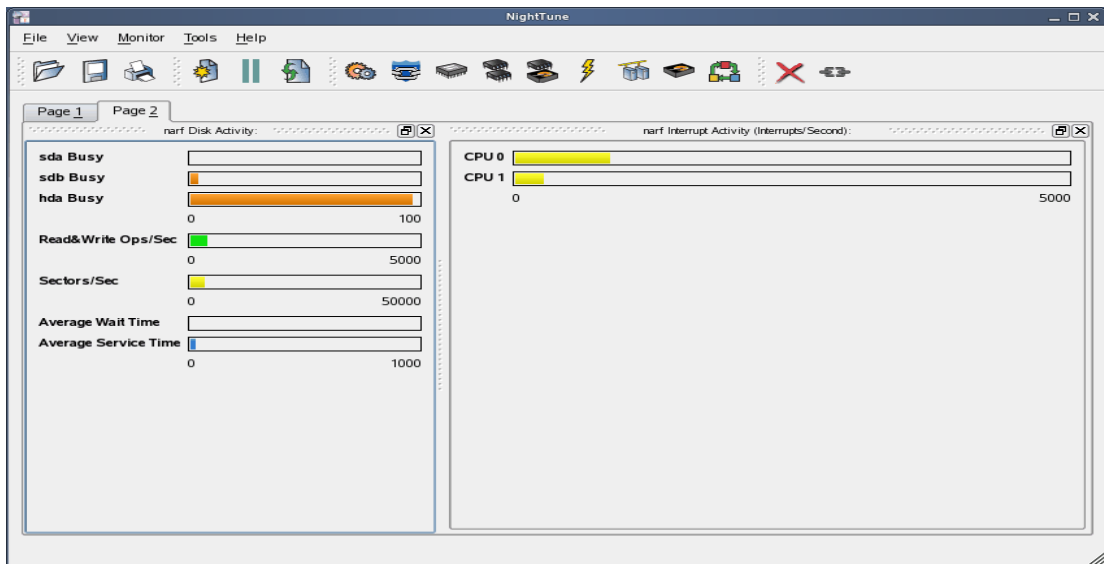 NightTune
File View Monitor Tools Help
Page 1 Page 2
narf Disk Activity:
sda Busy
sdb Busy
hda Busy
0 100
Read&Write Ops/Sec
0 5000
Sectors/Sec
0 50000
Average Wait Time
Average Service Time
0 1000
narf Interrupt Activity (Interrupts/Second):
CPU 0
CPU 1
0 5000